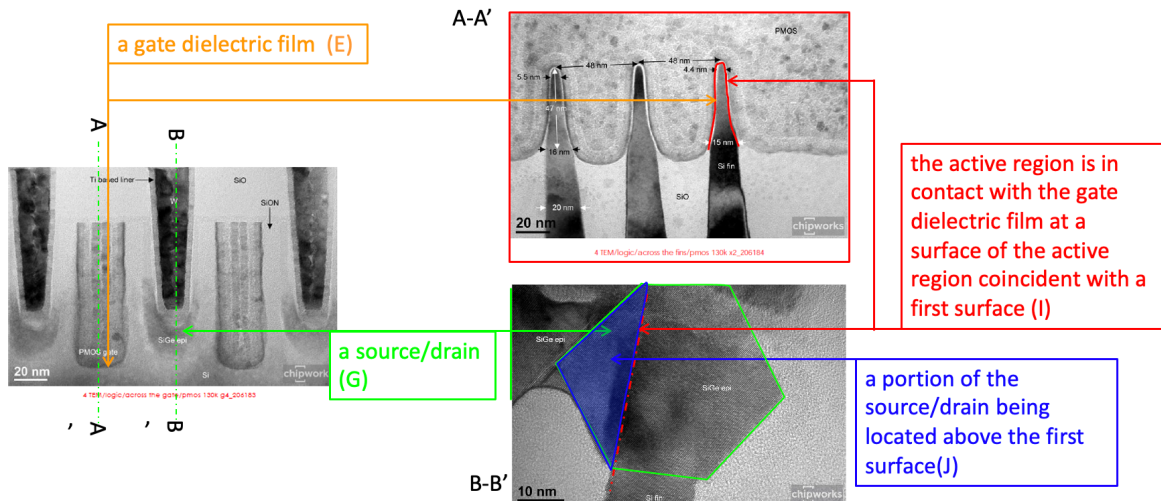 A-A’
a gate dielectric film (E)
PMOS
48 nm
48 nm
5.5 nm
4.4 nm
47 nm
16 nm
15 nm
Si fin
20 nm
SiO
20 nm
chipworks
4 TEM/logic/across the fins/pmos 130k x2_206184
A
B
Ti based liner
W
SiO
SiON
PMOS gate
SiGe epi
Si
20 nm
chipworks
4 TEM/logic/across the gate/pmos 130k g4_206183
A’
B’
the active region is in
contact with the gate
dielectric film at a
surface of the active
region coincident with a
first surface (I)
a source/drain
(G)
SiGe epi
SiGe epi
Si fin
10 nm
chipworks
B-B’
a portion of the
source/drain being
located above the first
surface(J)